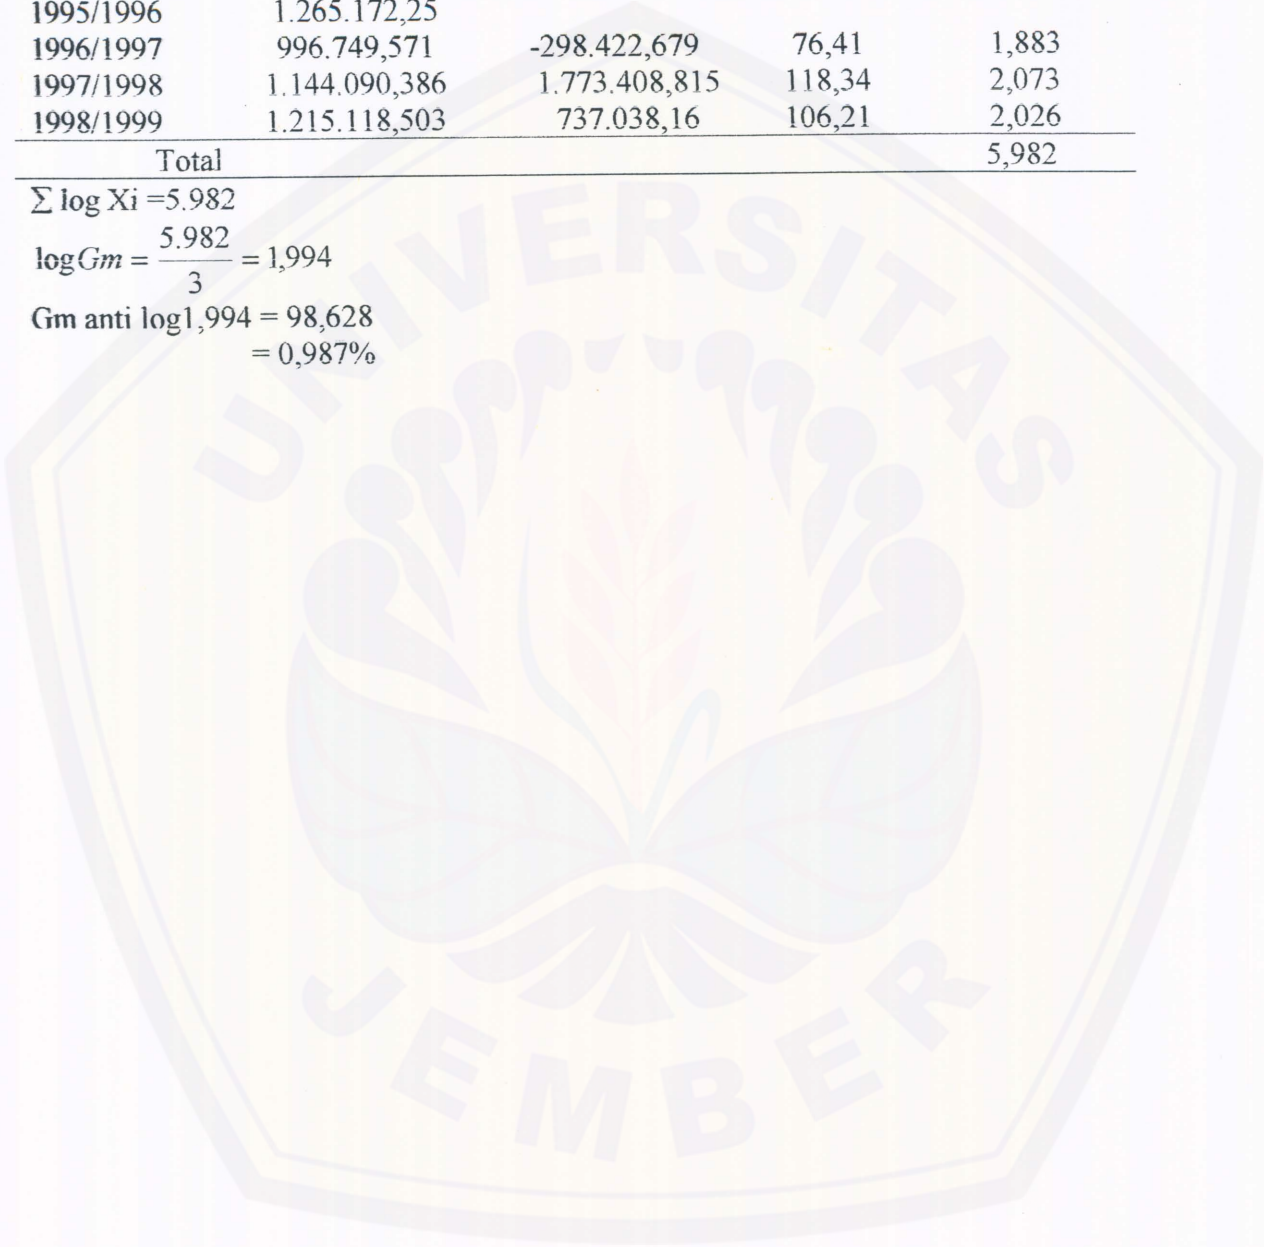 1995/1996 1.265.172,25
1996/1997 996.749,571 -298.422,679 76,41 1,883
1997/1998 1.144.090,386 1.773.408,815 118,34 2,073
1998/1999 1.215.118,503 737.038,16 106,21 2,026
Total 5,982
∑ log Xi =5.982
log Gm = 5.982 / 3 = 1,994
Gm anti log1,994 = 98,628
= 0,987%
UNIVERSITAS
JEMBER